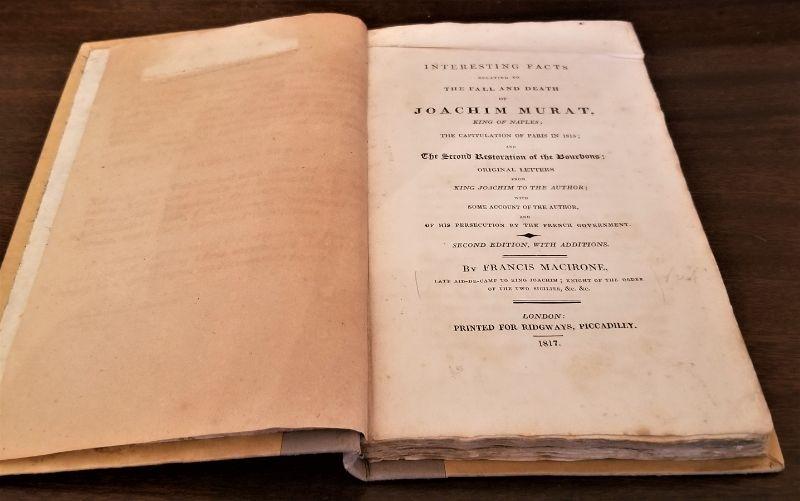 INTERESTING FACTS
RELATING TO
THE FALL AND DEATH
OF
JOACHIM MURAT,
KING OF NAPLES;
THE CAPITULATION OF PARIS IN 1815;
AND
The Second Restoration of the Bourbons:
ORIGINAL LETTERS
FROM
KING JOACHIM TO THE AUTHOR;
WITH
SOME ACCOUNT OF THE AUTHOR,
AND
OF HIS PERSECUTION BY THE FRENCH GOVERNMENT.
SECOND EDITION, WITH ADDITIONS.
BY FRANCIS MACIRONE,
LATE AID-DE-CAMP TO KING JOACHIM; KNIGHT OF THE ORDER
OF THE TWO SICILIES, &c. &c.
LONDON:
PRINTED FOR RIDGWAYS, PICCADILLY.
1817.